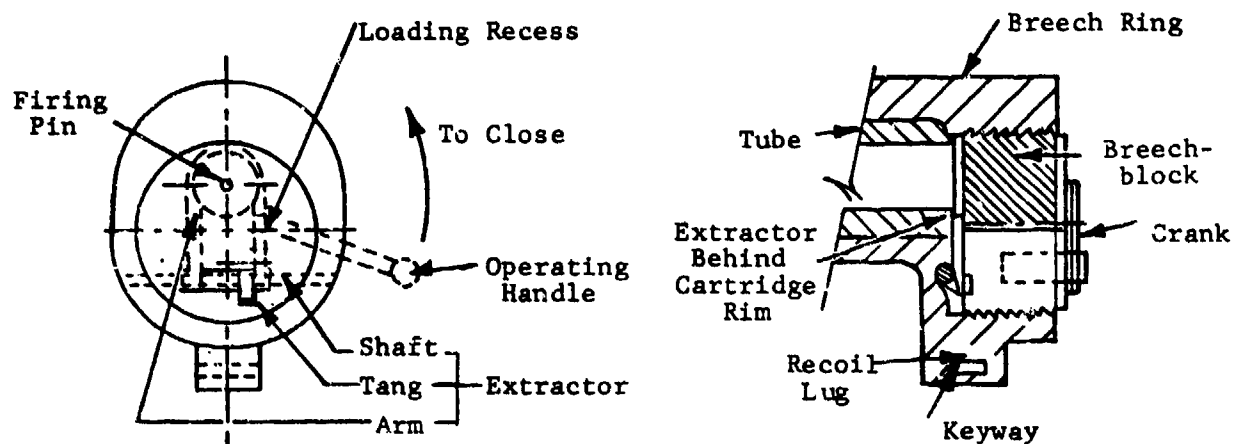 Loading Recess
Firing
Pin
To Close
Operating
Handle
Shaft
Tang
Extractor
Arm
Breech Ring
Tube
Breech-
block
Extractor
Behind
Cartridge
Rim
Crank
Recoil
Lug
Keyway